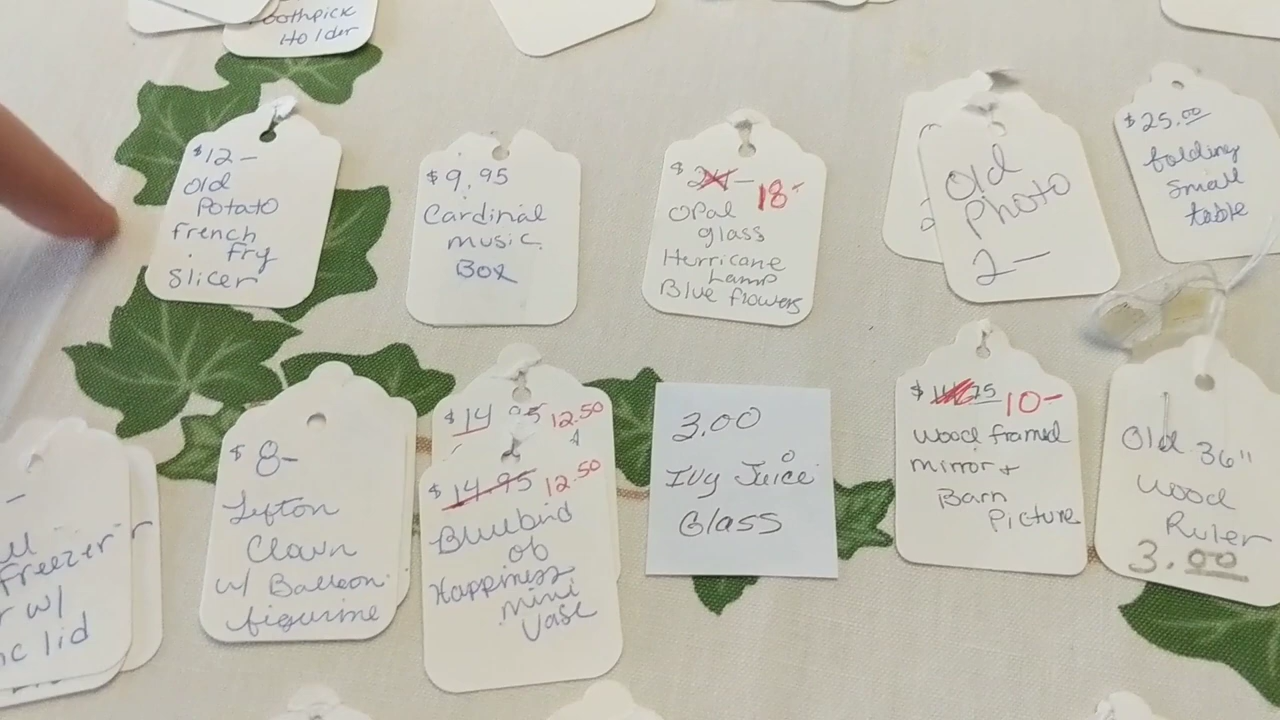 oothpick
Holder
$12-
Old
Potato
french
fry
slicer
$9.95
Cardinal
music
Box
$ 24- 18-
Opal
glass
Hurricane
Lamp
Blue flowers
Old
Photo
2-
$25.00
folding
small
table
freezer
w/
lid
$8-
Lefton
Clown
w/ Balloon
figurine
$14.95 12.50
$14.95 12.50
Bluebird
of
Happiness
mini
Vase
3.00
Ivy Juice
Glass
$ 10-
wood framed
mirror +
Barn
Picture
Old 36"
wood
Ruler
3.00